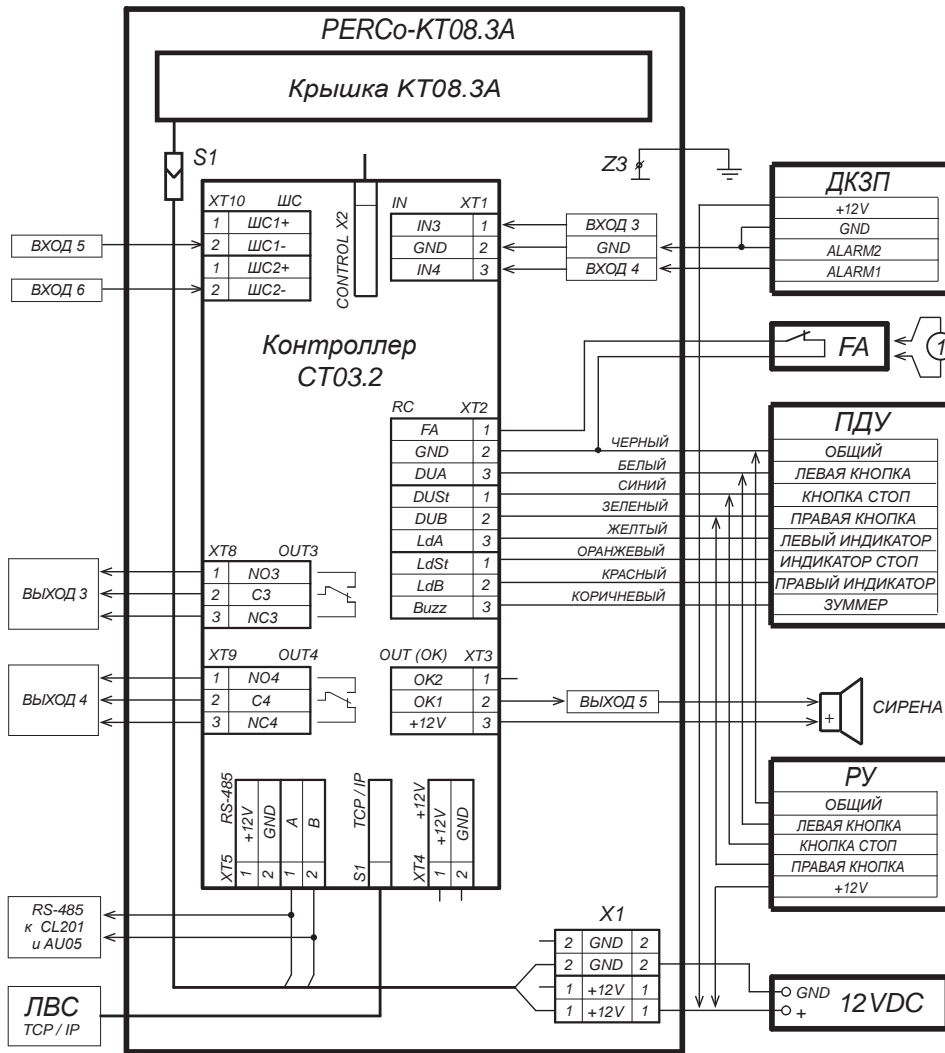 PERCo-KT08.3A
Крышка KT08.3A
S1
Z3
XT10 ШС
1 ШС1+
2 ШС1-
1 ШС2+
2 ШС2-
ВХОД 5
ВХОД 6
CONTROL X2
IN XT1
IN3 1
GND 2
IN4 3
ВХОД 3
GND
ВХОД 4
ДКЗП
+12V
GND
ALARM2
ALARM1
Контроллер
CT03.2
FA
1
RC XT2
FA 1
GND 2
DUA 3
DUSt 1
DUB 2
LdA 3
LdSt 1
LdB 2
Buzz 3
ЧЕРНЫЙ
БЕЛЫЙ
СИНИЙ
ЗЕЛЕНЫЙ
ЖЕЛТЫЙ
ОРАНЖЕВЫЙ
КРАСНЫЙ
КОРИЧНЕВЫЙ
ПДУ
ОБЩИЙ
ЛЕВАЯ КНОПКА
КНОПКА СТОП
ПРАВАЯ КНОПКА
ЛЕВЫЙ ИНДИКАТОР
ИНДИКАТОР СТОП
ПРАВЫЙ ИНДИКАТОР
ЗУММЕР
XT8 OUT3
1 NO3
2 C3
3 NC3
ВЫХОД 3
XT9 OUT4
1 NO4
2 C4
3 NC4
ВЫХОД 4
OUT (OK) XT3
OK2 1
OK1 2
+12V 3
ВЫХОД 5
+
СИРЕНА
РУ
ОБЩИЙ
ЛЕВАЯ КНОПКА
КНОПКА СТОП
ПРАВАЯ КНОПКА
+12V
XT5 RS-485
1 +12V
2 GND
1 A
2 B
S1 TCP / IP
XT4 +12V
1 +12V
2 GND
RS-485
к CL201
и AU05
ЛВС
TCP / IP
X1
2 GND 2
2 GND 2
1 +12V 1
1 +12V 1
GND
+
12VDC